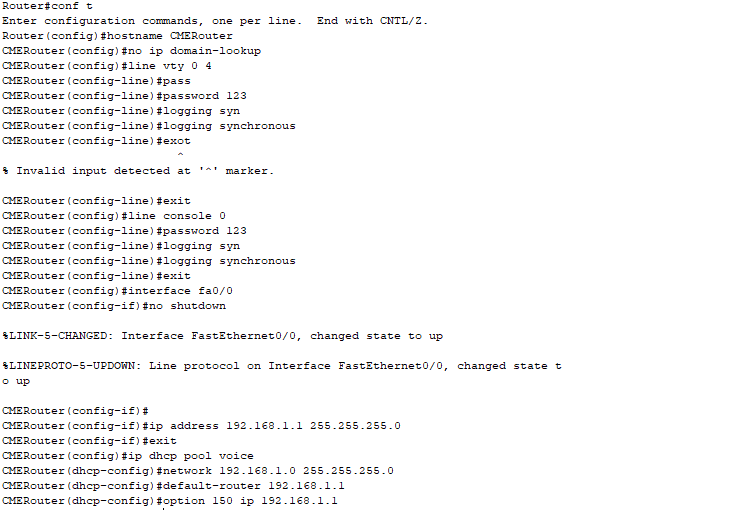 Router#conf t
Enter configuration commands, one per line.  End with CNTL/Z.
Router(config)#hostname CMERouter
CMERouter(config)#no ip domain-lookup
CMERouter(config)#line vty 0 4
CMERouter(config-line)#pass
CMERouter(config-line)#password 123
CMERouter(config-line)#logging syn
CMERouter(config-line)#logging synchronous
CMERouter(config-line)#exot
^
% Invalid input detected at '^' marker.
CMERouter(config-line)#exit
CMERouter(config)#line console 0
CMERouter(config-line)#password 123
CMERouter(config-line)#logging syn
CMERouter(config-line)#logging synchronous
CMERouter(config-line)#exit
CMERouter(config)#interface fa0/0
CMERouter(config-if)#no shutdown
%LINK-5-CHANGED: Interface FastEthernet0/0, changed state to up
%LINEPROTO-5-UPDOWN: Line protocol on Interface FastEthernet0/0, changed state t
o up
CMERouter(config-if)#
CMERouter(config-if)#ip address 192.168.1.1 255.255.255.0
CMERouter(config-if)#exit
CMERouter(config)#ip dhcp pool voice
CMERouter(dhcp-config)#network 192.168.1.0 255.255.255.0
CMERouter(dhcp-config)#default-router 192.168.1.1
CMERouter(dhcp-config)#option 150 ip 192.168.1.1